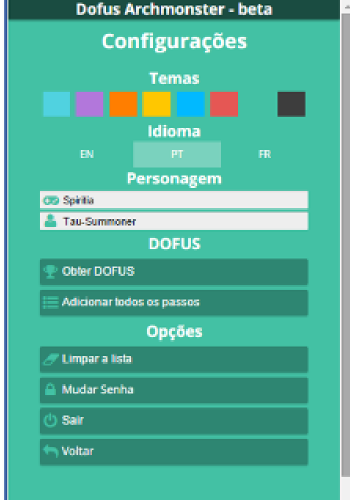 Dofus Archmonster - beta
Configurações
Temas
Idioma
EN PT FR
Personagem
Spiritia
Tau-Summoner
DOFUS
Obter DOFUS
Adicionar todos os passos
Opções
Limpar a lista
Mudar Senha
Sair
Voltar